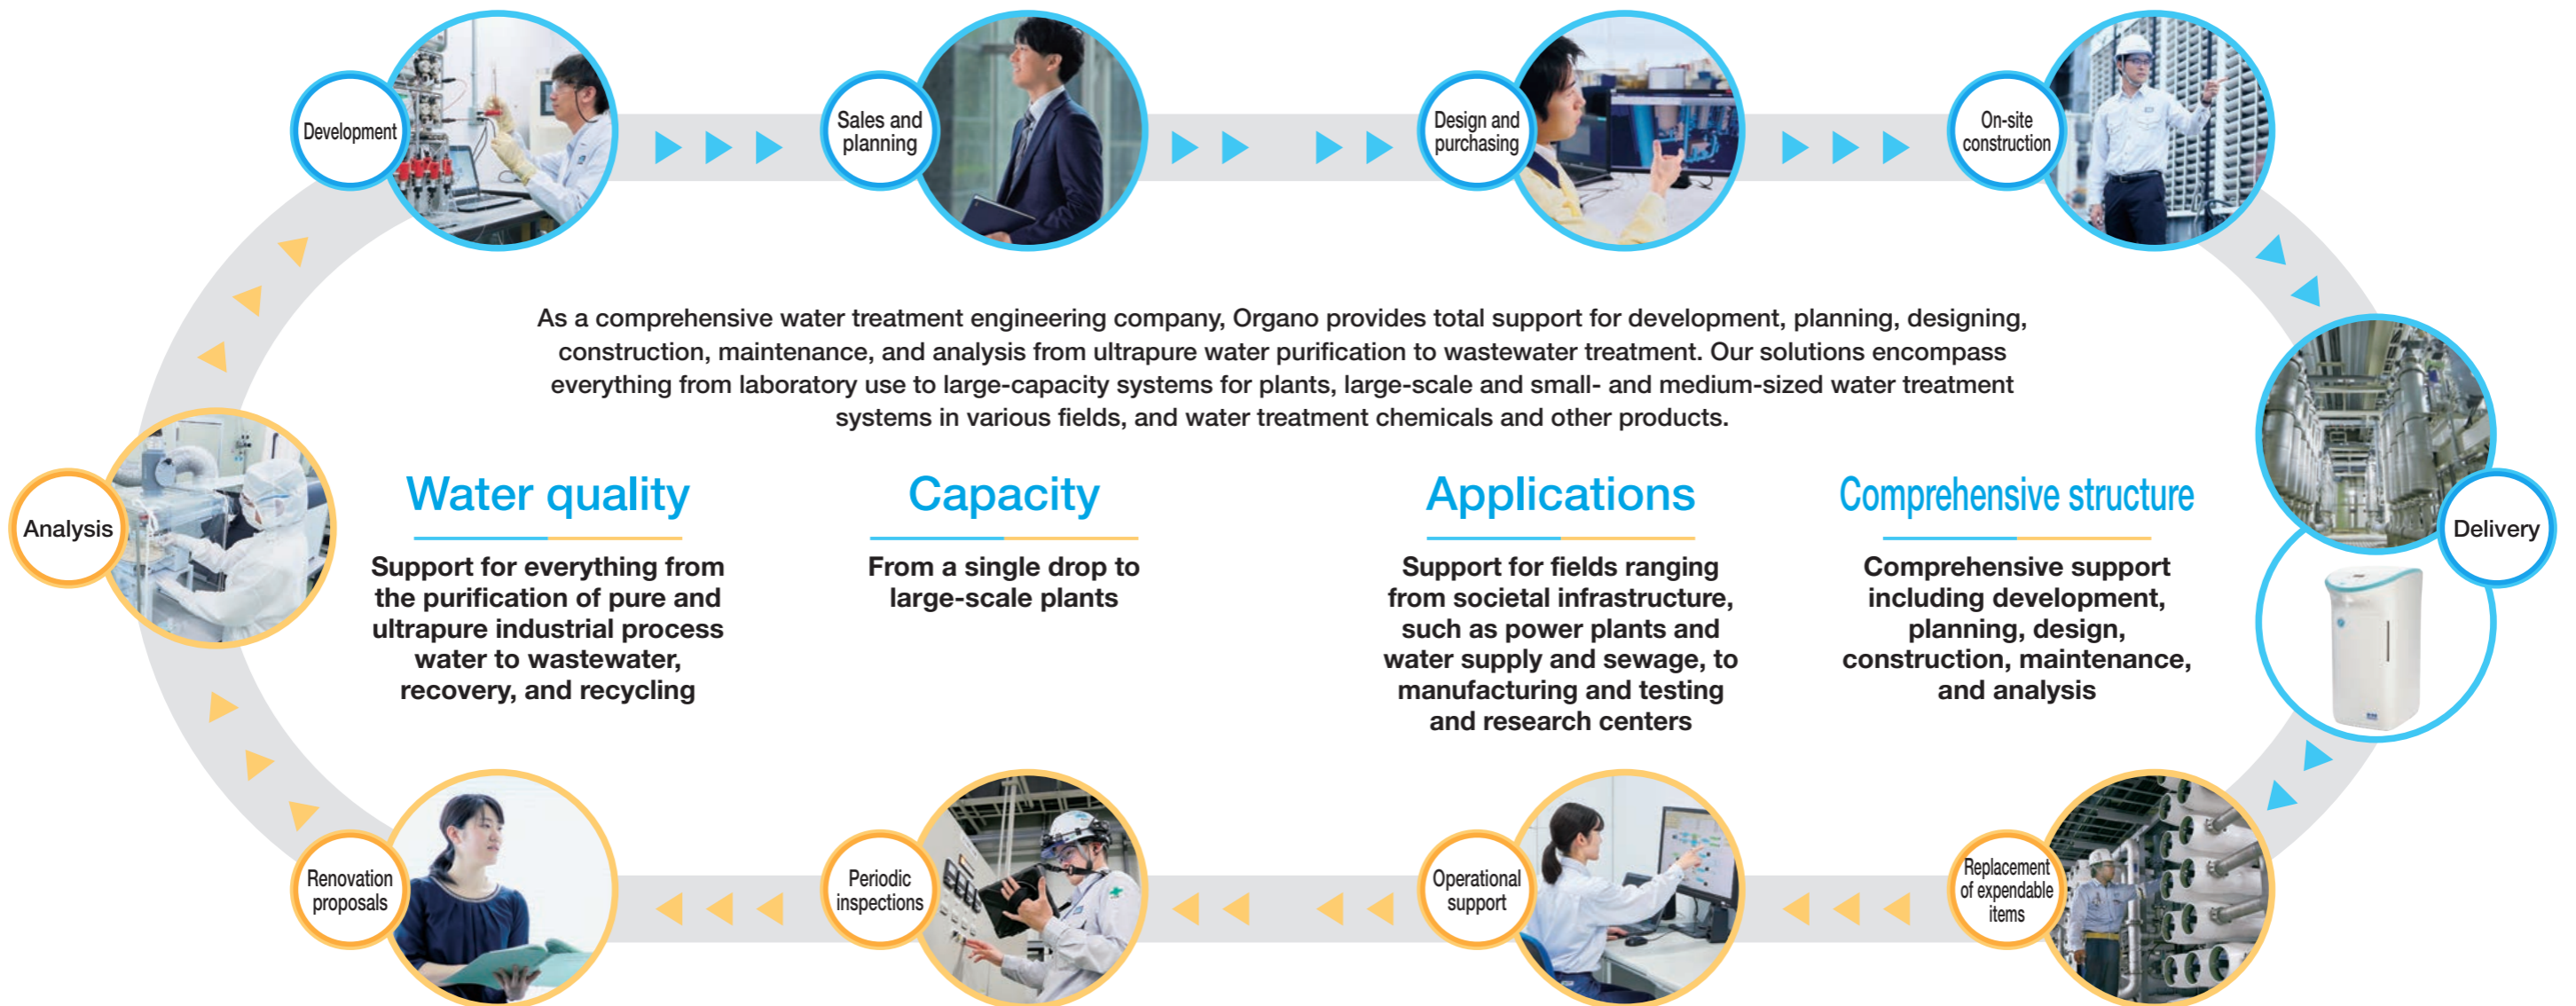 Development
Sales and
planning
Design and
purchasing
On-site
construction
As a comprehensive water treatment engineering company, Organo provides total support for development, planning, designing,
construction, maintenance, and analysis from ultrapure water purification to wastewater treatment. Our solutions encompass
everything from laboratory use to large-capacity systems for plants, large-scale and small- and medium-sized water treatment
systems in various fields, and water treatment chemicals and other products.
Analysis
Water quality
Support for everything from
the purification of pure and
ultrapure industrial process
water to wastewater,
recovery, and recycling
Capacity
From a single drop to
large-scale plants
Applications
Support for fields ranging
from societal infrastructure,
such as power plants and
water supply and sewage, to
manufacturing and testing
and research centers
Comprehensive structure
Comprehensive support
including development,
planning, design,
construction, maintenance,
and analysis
Delivery
Renovation
proposals
Periodic
inspections
Operational
support
Replacement
of expendable
items